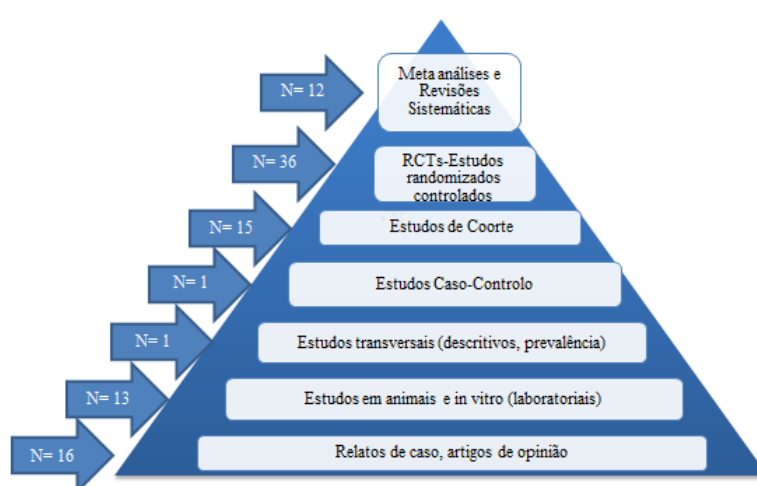 N= 12
Meta análises e
Revisões
Sistemáticas
N= 36
RCTs-Estudos
randomizados
controlados
N= 15
Estudos de Coorte
N= 1
Estudos Caso-Controlo
N= 1
Estudos transversais (descritivos, prevalência)
N= 13
Estudos em animais e in vitro (laboratoriais)
N= 16
Relatos de caso, artigos de opinião